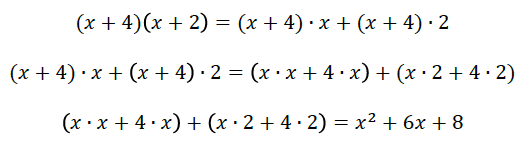 (x + 4)(x + 2) = (x + 4) · x + (x + 4) · 2
(x + 4) · x + (x + 4) · 2 = (x · x + 4 · x) + (x · 2 + 4 · 2)
(x · x + 4 · x) + (x · 2 + 4 · 2) = x² + 6x + 8